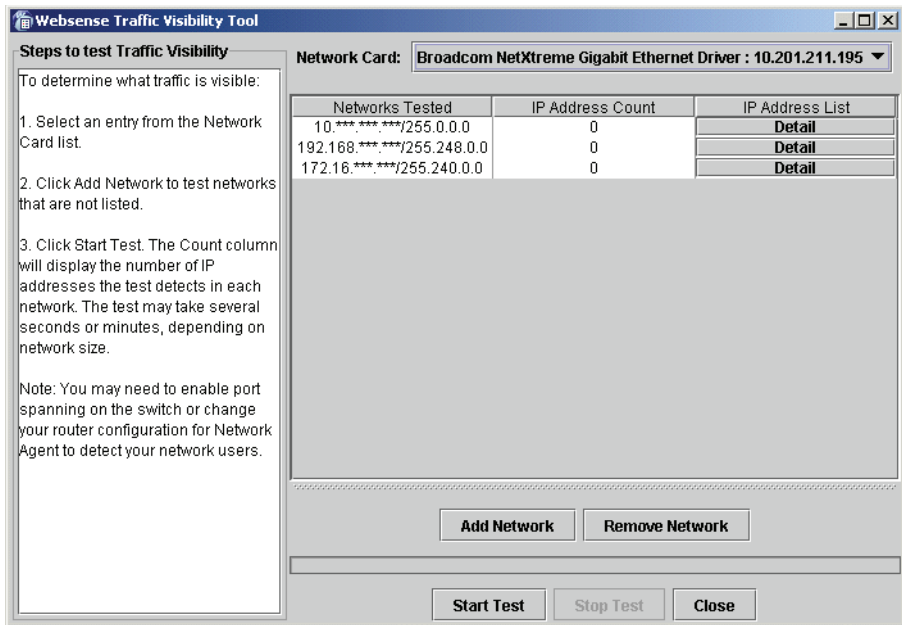 Websense Traffic Visibility Tool
Steps to test Traffic Visibility
To determine what traffic is visible:
1. Select an entry from the Network
Card list.
2. Click Add Network to test networks
that are not listed.
3. Click Start Test. The Count column
will display the number of IP
addresses the test detects in each
network. The test may take several
seconds or minutes, depending on
network size.
Note: You may need to enable port
spanning on the switch or change
your router configuration for Network
Agent to detect your network users.
Network Card: Broadcom NetXtreme Gigabit Ethernet Driver : 10.201.211.195
Networks Tested IP Address Count IP Address List
10.***.***.***/255.0.0.0 0 Detail
192.168.***.***/255.248.0.0 0 Detail
172.16.***.***/255.240.0.0 0 Detail
Add Network Remove Network
Start Test Stop Test Close